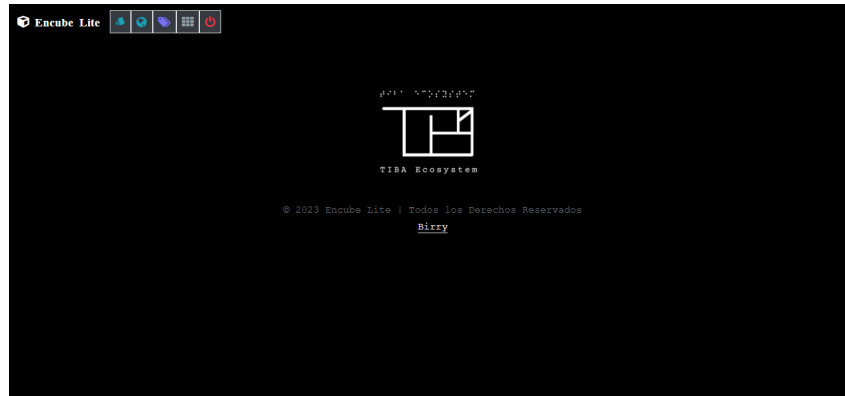 Encube Lite
TIBA Ecosystem
© 2023 Encube Lite | Todos los Derechos Reservados
Birry